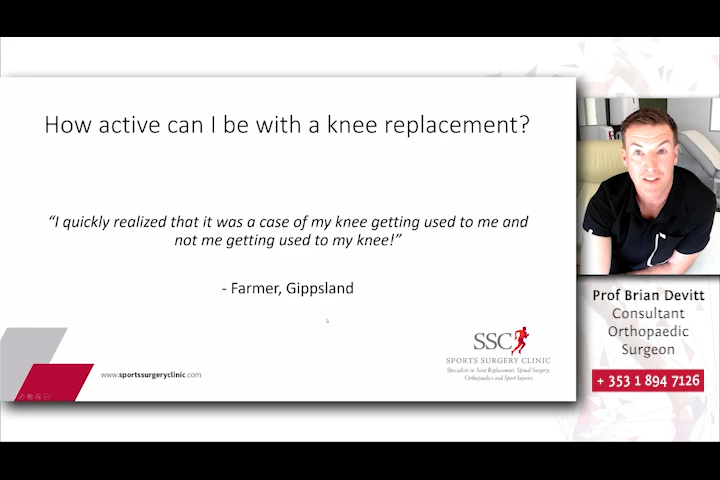 How active can I be with a knee replacement?
“I quickly realized that it was a case of my knee getting used to me and
not me getting used to my knee!”
- Farmer, Gippsland
www.sportssurgeryclinic.com
SSC
SPORTS SURGERY CLINIC
Specialists in Joint Replacement, Spinal Surgery,
Orthopaedics and Sport Injuries
Prof Brian Devitt
Consultant
Orthopaedic
Surgeon
+ 353 1 894 7126